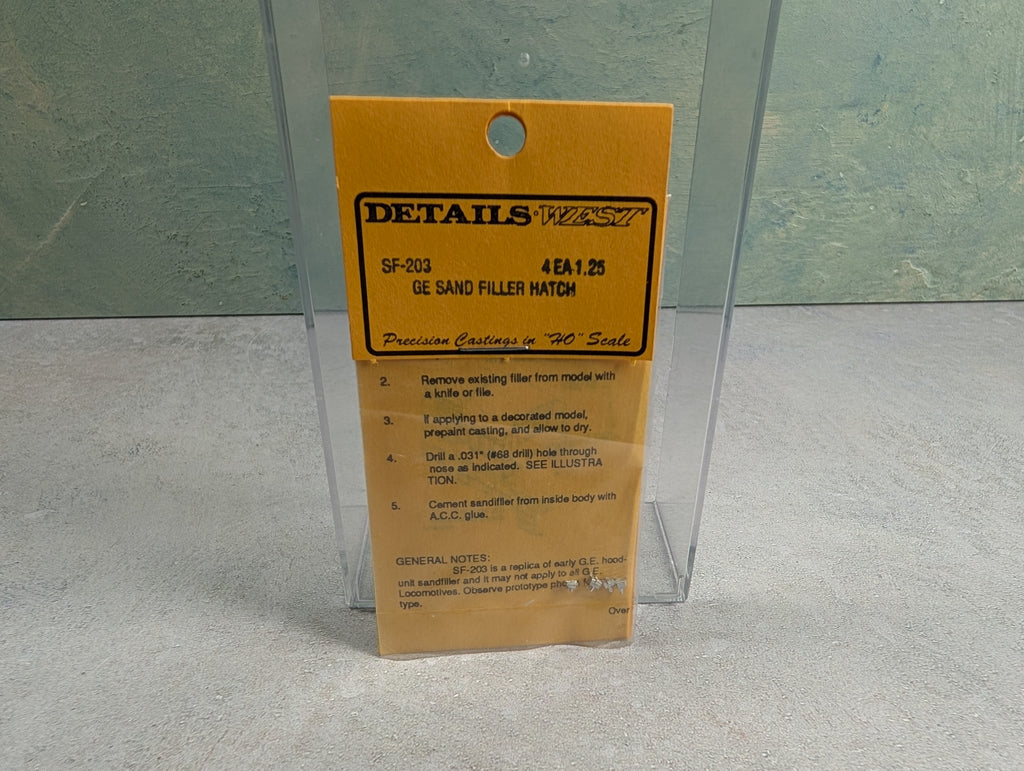 DETAILS·WEST
SF-203 4 EA 1.25
GE SAND FILLER HATCH
Precision Castings in "HO" Scale
2. Remove existing filler from model with
a knife or file.
3. If applying to a decorated model,
prepaint casting, and allow to dry.
4. Drill a .031" (#68 drill) hole through
nose as indicated. SEE ILLUSTRA
TION.
5. Cement sandifller from inside body with
A.C.C. glue.
GENERAL NOTES:
SF-203 is a replica of early G.E. hood-
unit sandfiller and it may not apply to all G.E.
Locomotives. Observe prototype
type.
Over